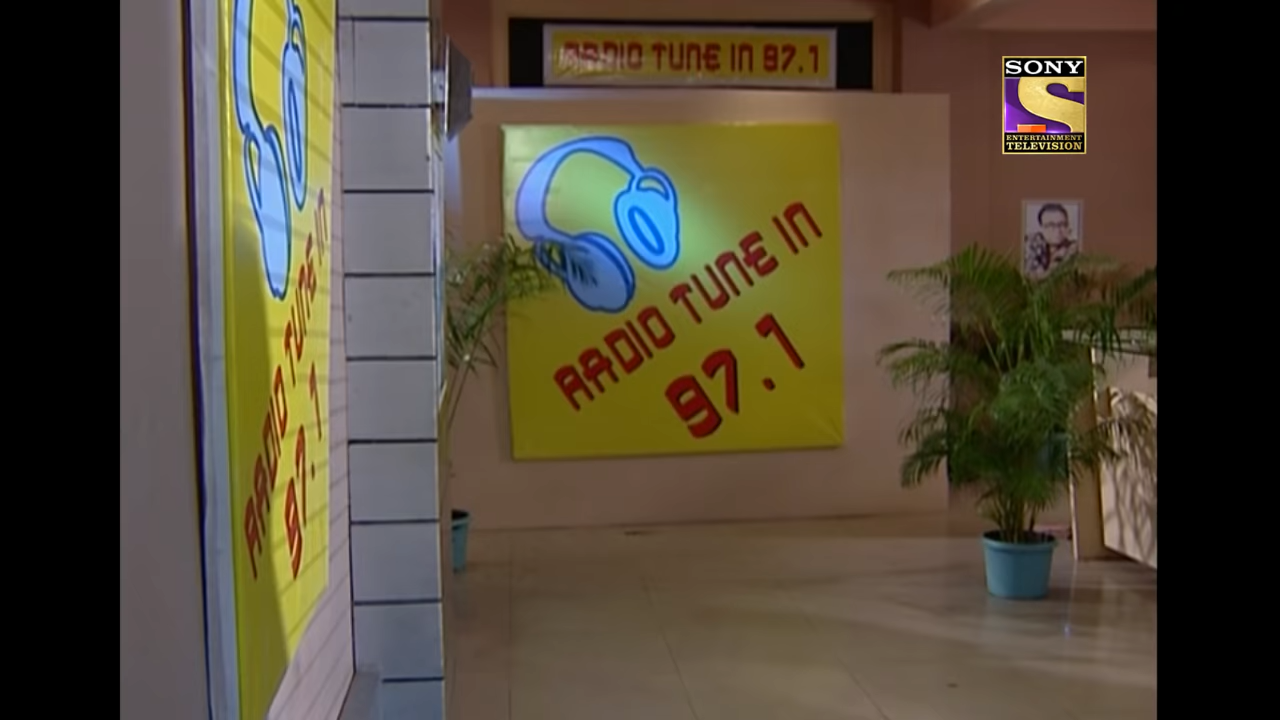 RADIO TUNE IN 97.1
SONY
ENTERTAINMENT
TELEVISION
RADIO TUNE IN
97.1
RADIO TUNE IN
97.1